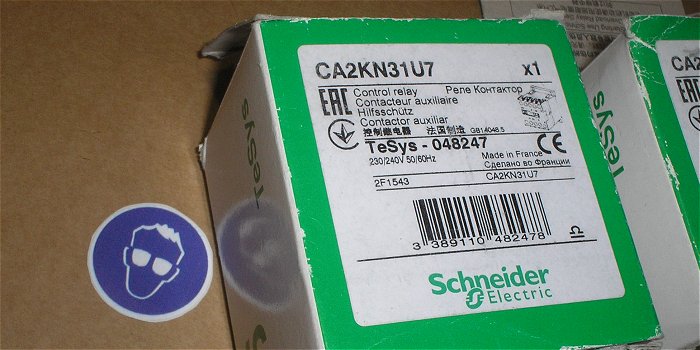 CA2KN31U7 x1
EAC Control relay Реле Контактор
Contacteur auxiliaire
Hilfsschütz
Contactor auxiliar
控制继电器 法国制造 GB14048.5
TeSys - 048247 CE
230/240V 50/60Hz Made in France
Сделано во Франции
2F1543 CA2KN31U7
3 389110 482478
Schneider
Electric
TeSys
TeSys